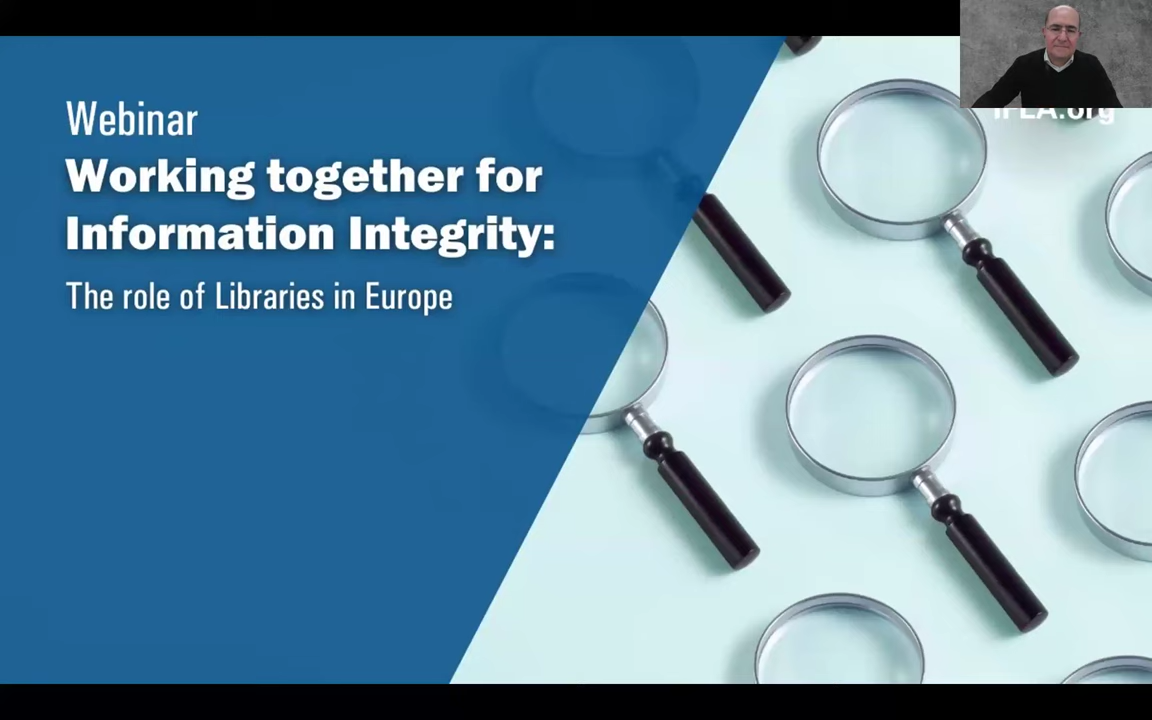 Webinar
Working together for
Information Integrity:
The role of Libraries in Europe
IFLA.org